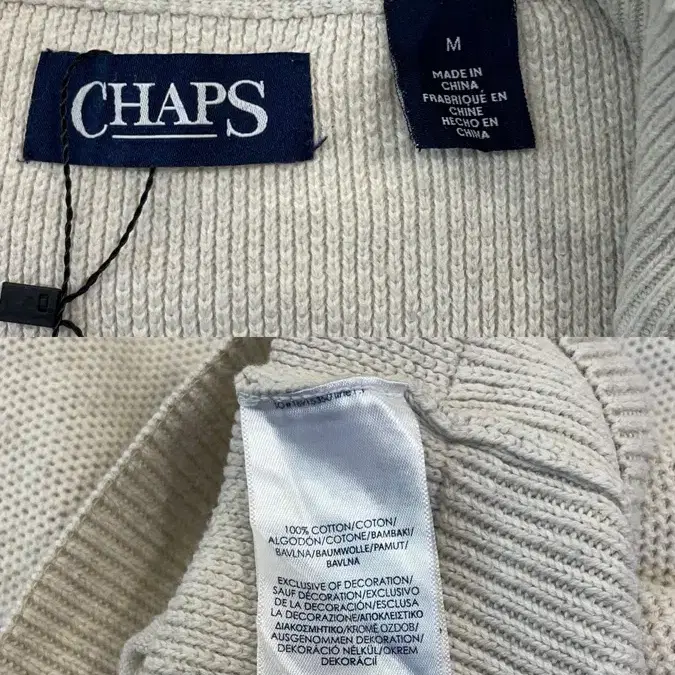 CHAPS
M
MADE IN
CHINA
FABRIQUÉ EN
CHINE
HECHO EN
CHINA
100% COTTON/COTON/
ALGODÓN/COTONE/BAMBAKI/
BAVLNA/BAUMWOLLE/PAMUT/
BAVLNA
EXCLUSIVE OF DECORATION/
SAUF DÉCORATION/EXCLUSIVO
DE LA DECORACIÓN/ESCLUSA
LA DECORAZIONE/ΑΠΟΚΛΕΙΣΤΙΚΟ
ΔΙΑΚΟΣΜΗΤΙΚΟ/KROMĚ OZDOB/
AUSGENOMMEN DEKORATION/
DEKORÁCIÓ NÉLKÜL/OKREM
DEKORÁCIÍ